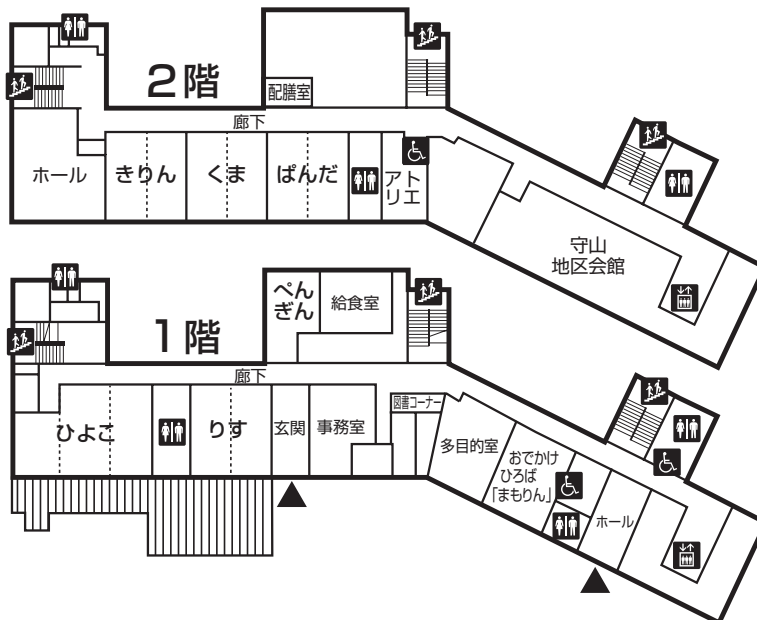 2階
配膳室
廊下
ホール
きりん
くま
ぱんだ
アト
リエ
守山
地区会館
1階
ぺん
ぎん
給食室
廊下
ひよこ
りす
玄関
事務室
図書コーナー
多目的室
おでかけ
ひろば
「まもりん」
ホール